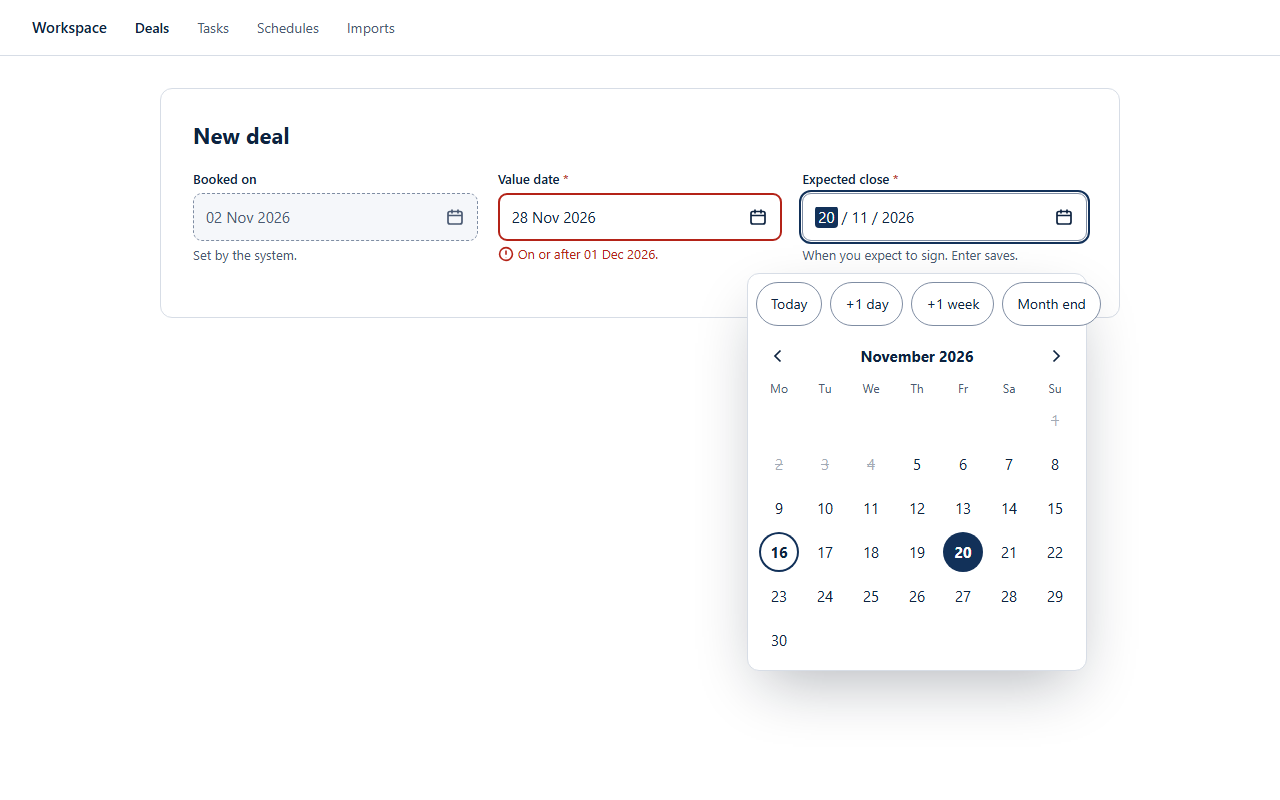 Workspace Deals Tasks Schedules Imports
New deal
Booked on Value date * Expected close *
02 Nov 2026 28 Nov 2026 20 / 11 / 2026
Set by the system. On or after 01 Dec 2026. When you expect to sign. Enter saves.
Today +1 day +1 week Month end
November 2026
Mo Tu We Th Fr Sa Su
1
2 3 4 5 6 7 8
9 10 11 12 13 14 15
16 17 18 19 20 21 22
23 24 25 26 27 28 29
30